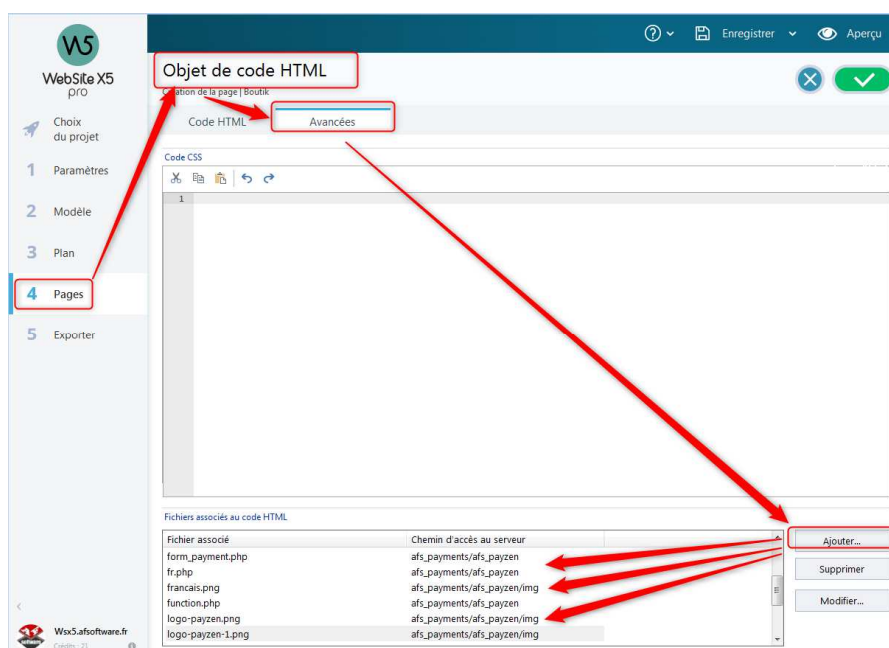 W5
WebSite X5
pro
Enregistrer
Aperçu
Objet de code HTML
Création de la page | Boutik
Code HTML
Avancées
Choix
du projet
1 Paramètres
2 Modèle
3 Plan
4 Pages
5 Exporter
Code CSS
1
Fichiers associés au code HTML
Fichier associé Chemin d'accès au serveur
form_payment.php afs_payments/afs_payzen
fr.php afs_payments/afs_payzen
francais.png afs_payments/afs_payzen/img
function.php afs_payments/afs_payzen
logo-payzen.png afs_payments/afs_payzen/img
logo-payzen-1.png afs_payments/afs_payzen/img
Ajouter...
Supprimer
Modifier...
Wsx5.afsoftware.fr
Crédits : 21